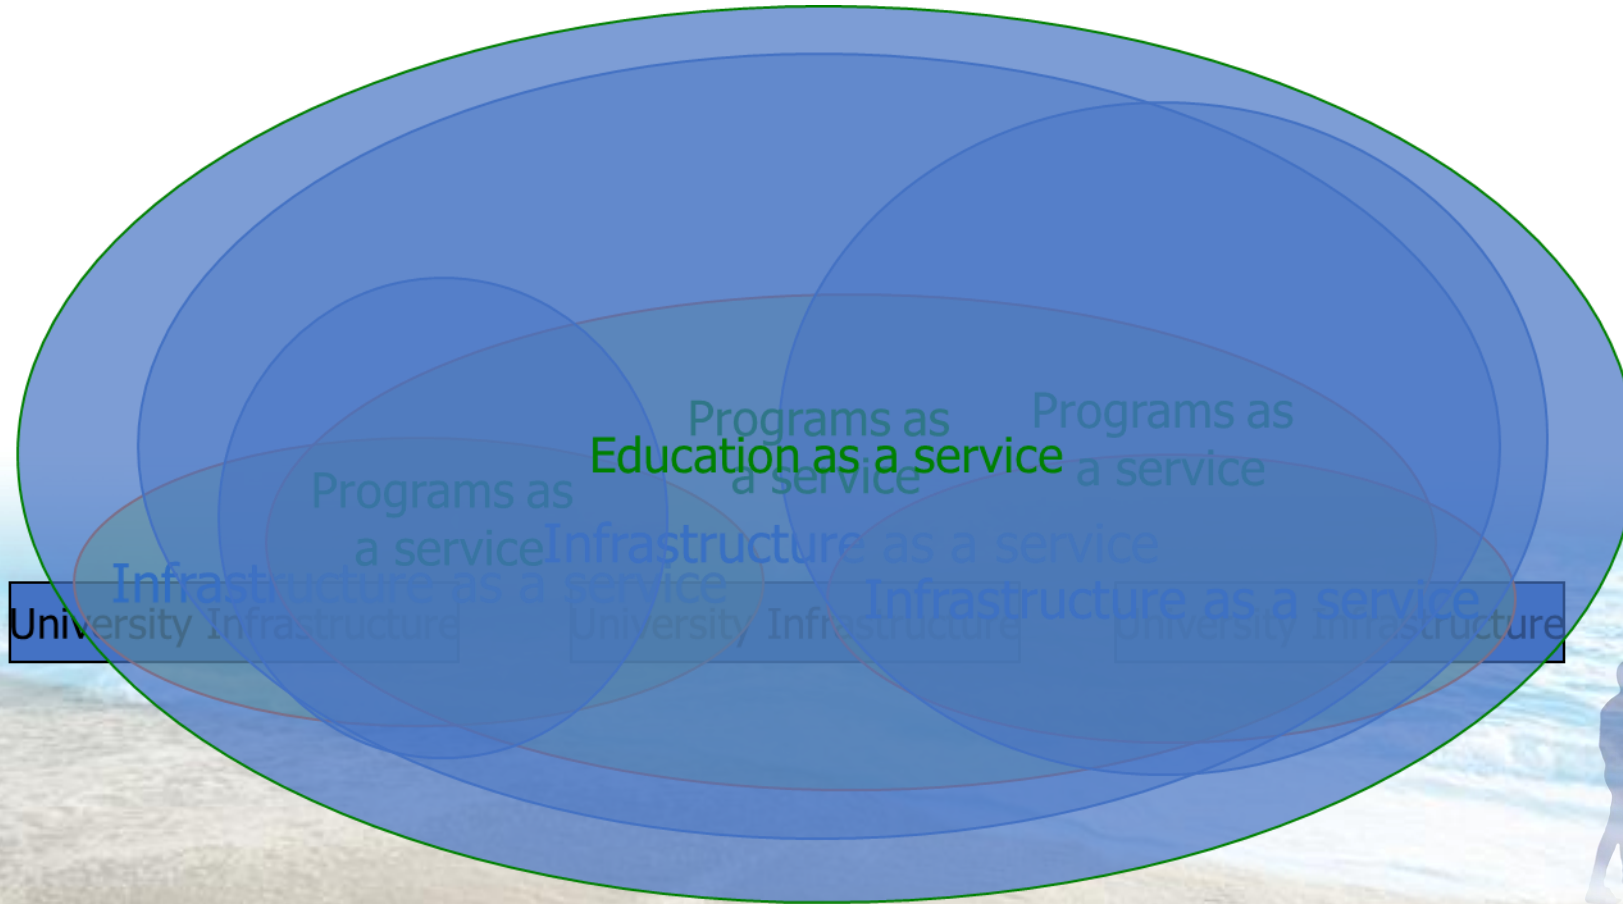 Programs as
a service
Programs as
a service
Education as a service
Programs as
a service
Infrastructure as a service
Infrastructure as a service
Infrastructure as a service
University Infrastructure
University Infrastructure
University Infrastructure